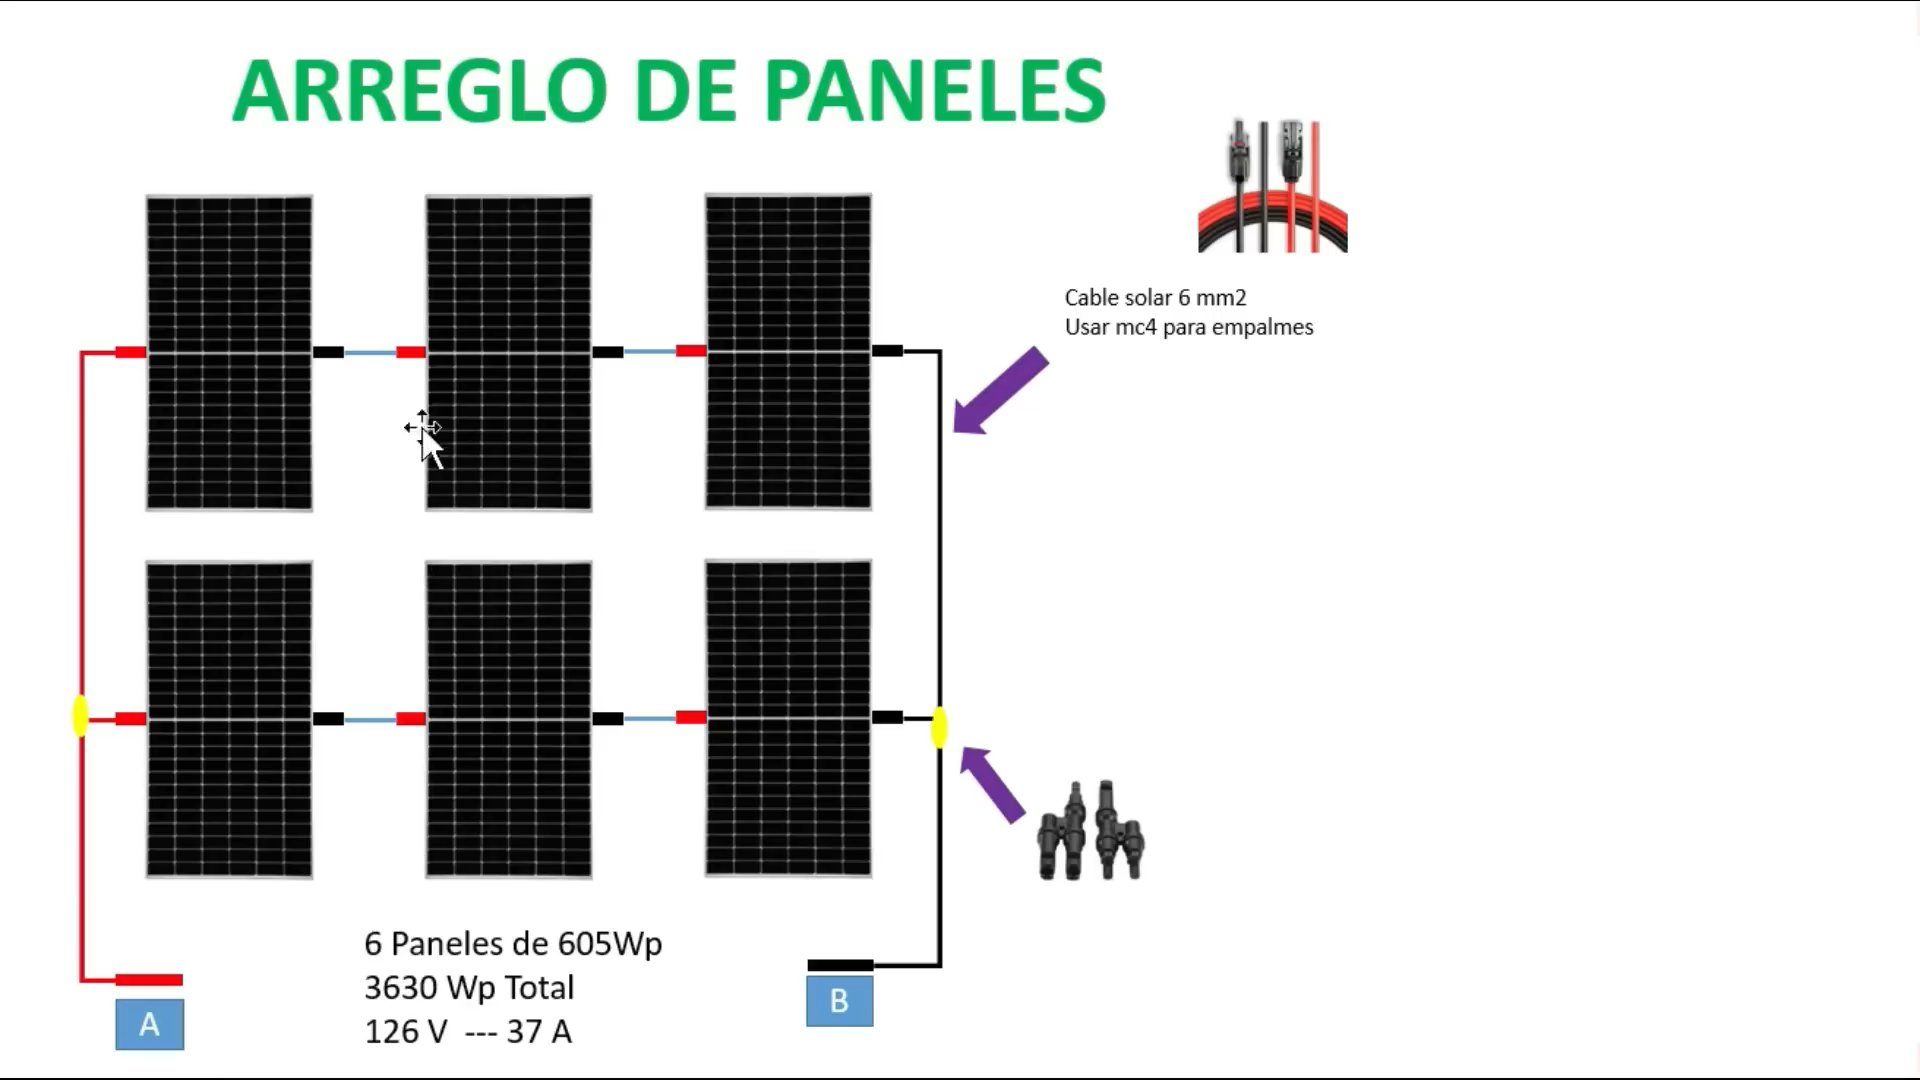 ARREGLO DE PANELES
Cable solar 6 mm2
Usar mc4 para empalmes
6 Paneles de 605Wp
3630 Wp Total
126 V  --- 37 A
A
B